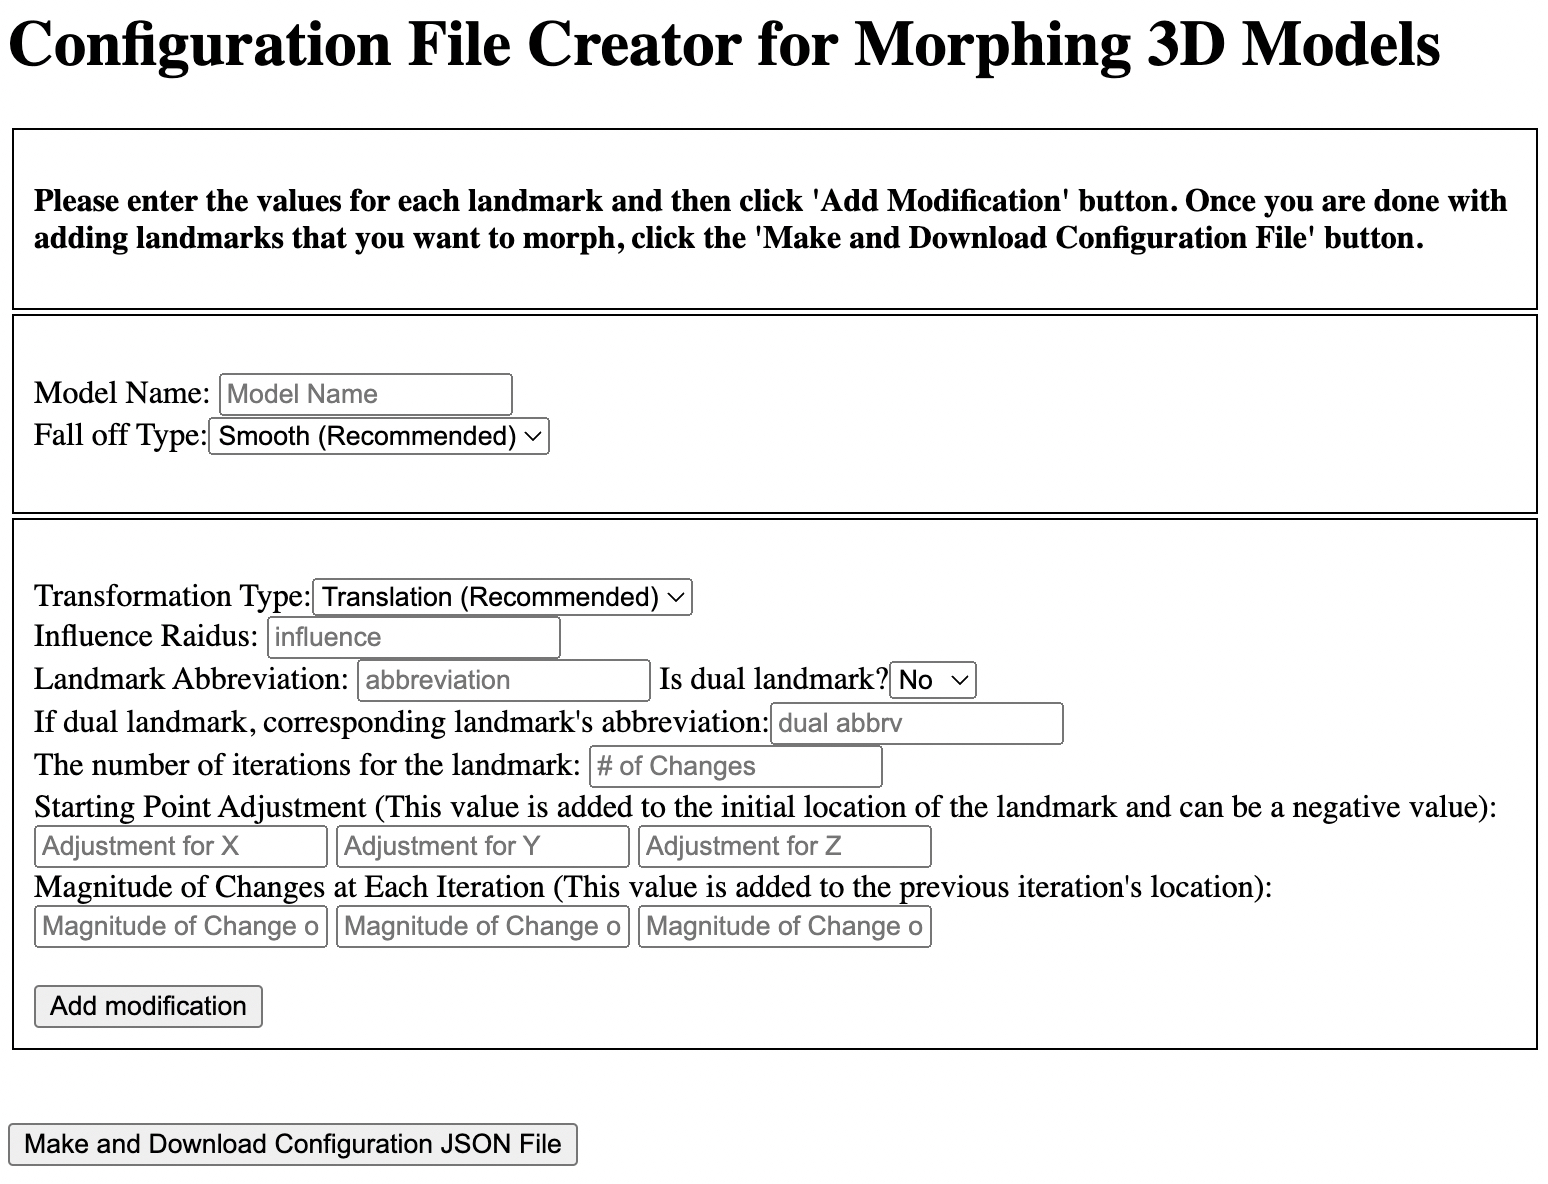 Configuration File Creator for Morphing 3D Models
Please enter the values for each landmark and then click 'Add Modification' button. Once you are done with
adding landmarks that you want to morph, click the 'Make and Download Configuration File' button.
Model Name: Model Name
Fall off Type: Smooth (Recommended)
Transformation Type: Translation (Recommended)
Influence Raidus: influence
Landmark Abbreviation: abbreviation Is dual landmark? No
If dual landmark, corresponding landmark's abbreviation: dual abbrv
The number of iterations for the landmark: # of Changes
Starting Point Adjustment (This value is added to the initial location of the landmark and can be a negative value):
Adjustment for X Adjustment for Y Adjustment for Z
Magnitude of Changes at Each Iteration (This value is added to the previous iteration's location):
Magnitude of Change o Magnitude of Change o Magnitude of Change o
Add modification
Make and Download Configuration JSON File